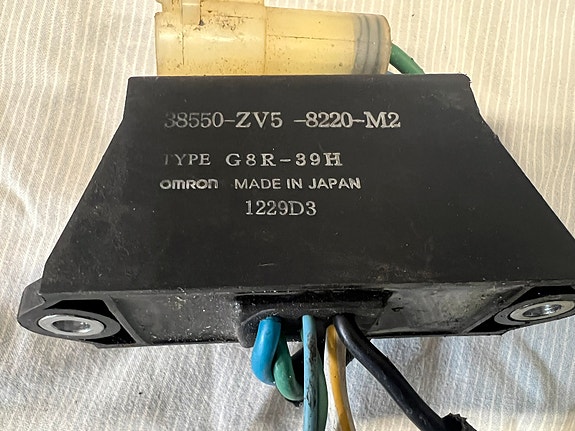 38550-ZV5 -8220-M2
TYPE G8R-39H
OMRON MADE IN JAPAN
1229D3